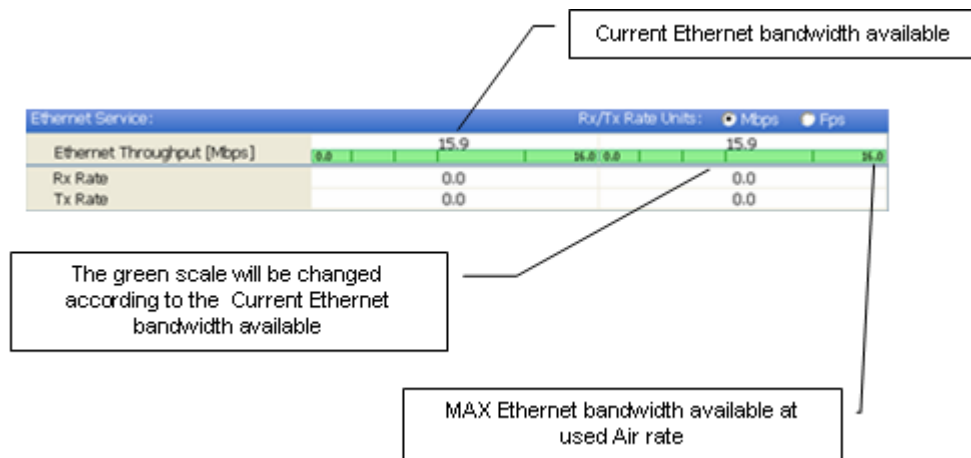 Current Ethernet bandwidth available
Ethernet Service: Rx/Tx Rate Units: Mbps Fps
Ethernet Throughput [Mbps] 15.9 15.9
0.0 16.0 0.0 16.0
Rx Rate 0.0 0.0
Tx Rate 0.0 0.0
The green scale will be changed
according to the Current Ethernet
bandwidth available
MAX Ethernet bandwidth available at
used Air rate